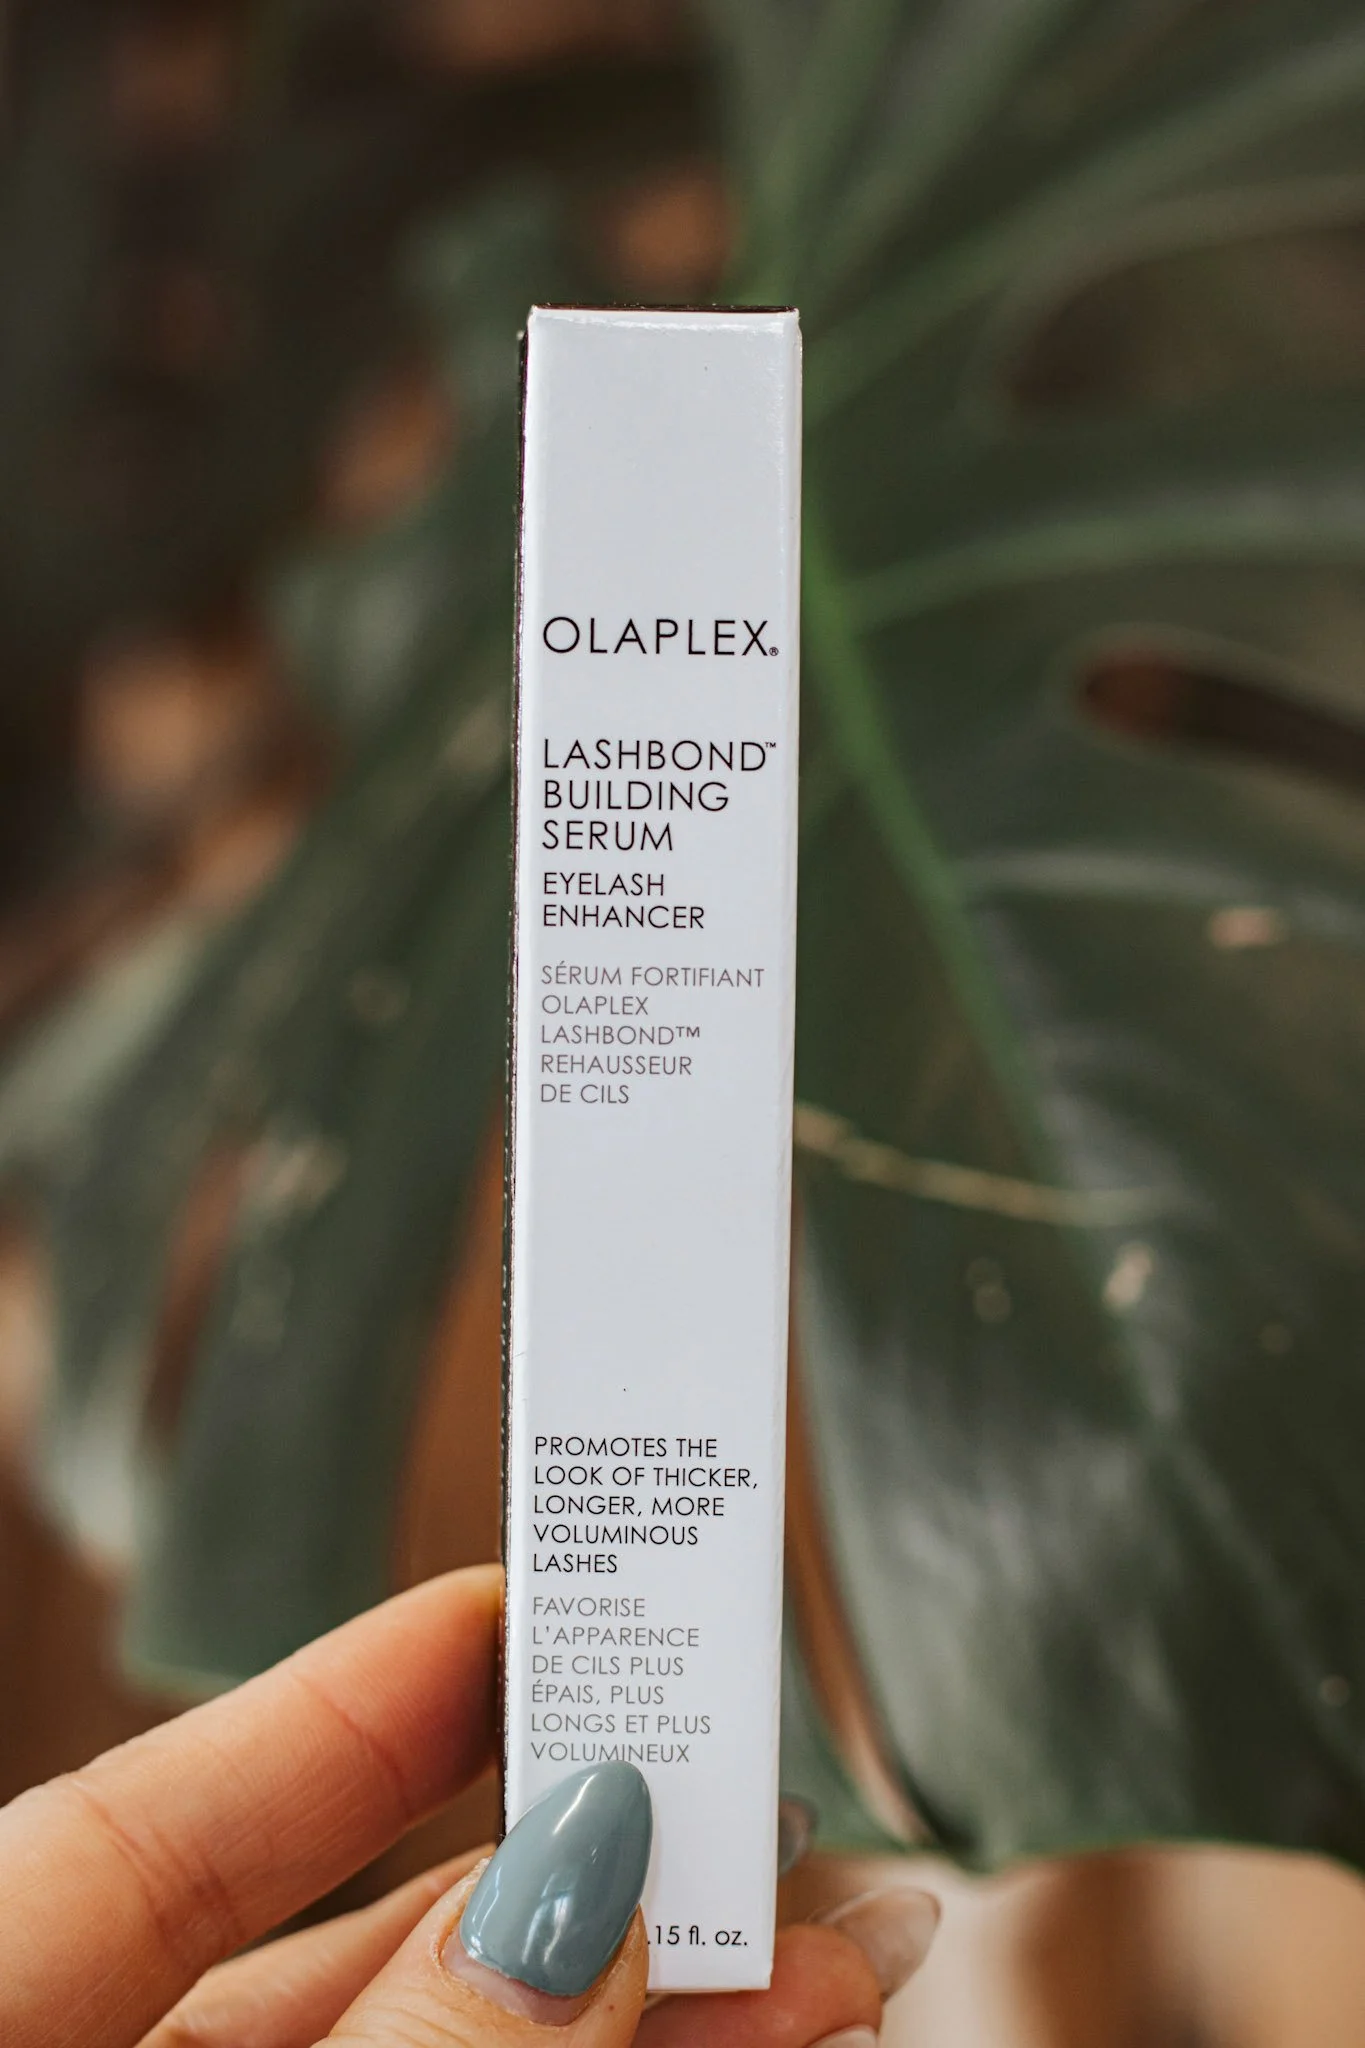 OLAPLEX®
LASHBOND™
BUILDING
SERUM
EYELASH
ENHANCER
SÉRUM FORTIFIANT
OLAPLEX
LASHBOND™
REHAUSSEUR
DE CILS
PROMOTES THE
LOOK OF THICKER,
LONGER, MORE
VOLUMINOUS
LASHES
FAVORISE
L'APPARENCE
DE CILS PLUS
ÉPAIS, PLUS
LONGS ET PLUS
VOLUMINEUX
.15 fl. oz.